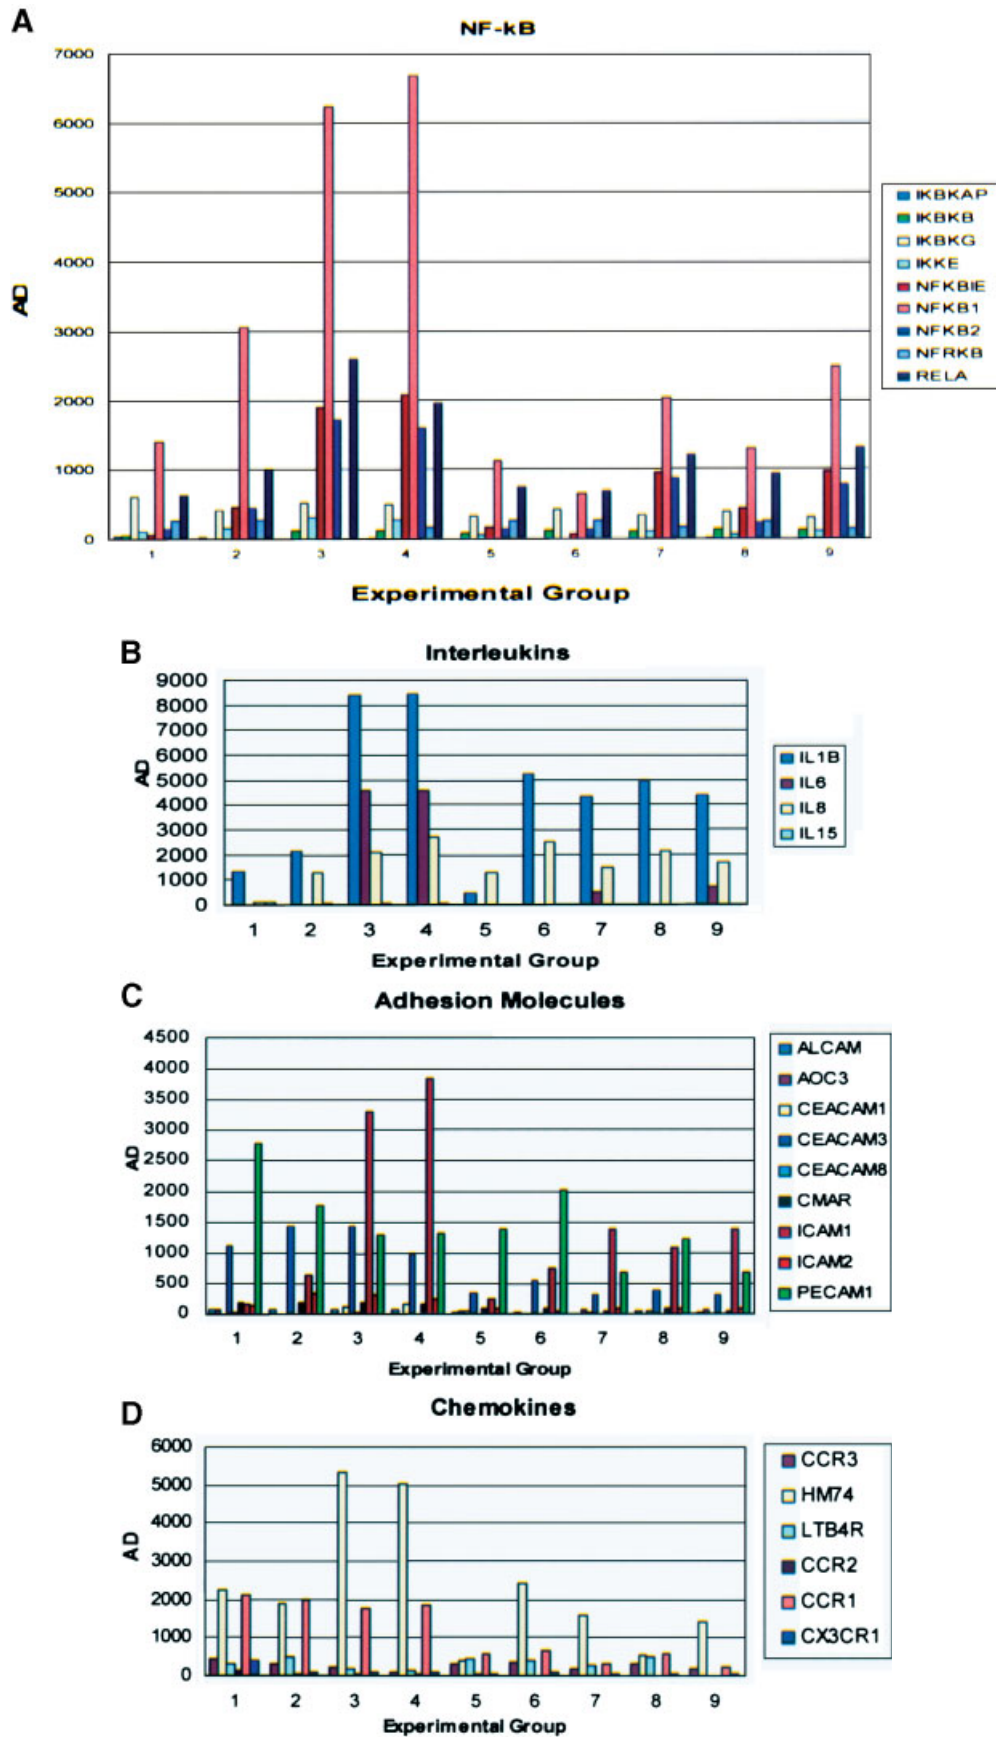 A
NF-kB
7000
6000
5000
4000
3000
2000
1000
0
AD
1 2 3 4 5 6 7 8 9
Experimental Group
IKBKAP
IKBKB
IKBKG
IKKE
NFKBIE
NFKB1
NFKB2
NFRKB
RELA
B
Interleukins
9000
8000
7000
6000
5000
4000
3000
2000
1000
0
AD
1 2 3 4 5 6 7 8 9
Experimental Group
IL1B
IL6
IL8
IL15
C
Adhesion Molecules
4500
4000
3500
3000
2500
2000
1500
1000
500
0
AD
1 2 3 4 5 6 7 8 9
Experimental Group
ALCAM
AOC3
CEACAM1
CEACAM3
CEACAM8
CMAR
ICAM1
ICAM2
PECAM1
D
Chemokines
6000
5000
4000
3000
2000
1000
0
AD
1 2 3 4 5 6 7 8 9
Experimental Group
CCR3
HM74
LTB4R
CCR2
CCR1
CX3CR1